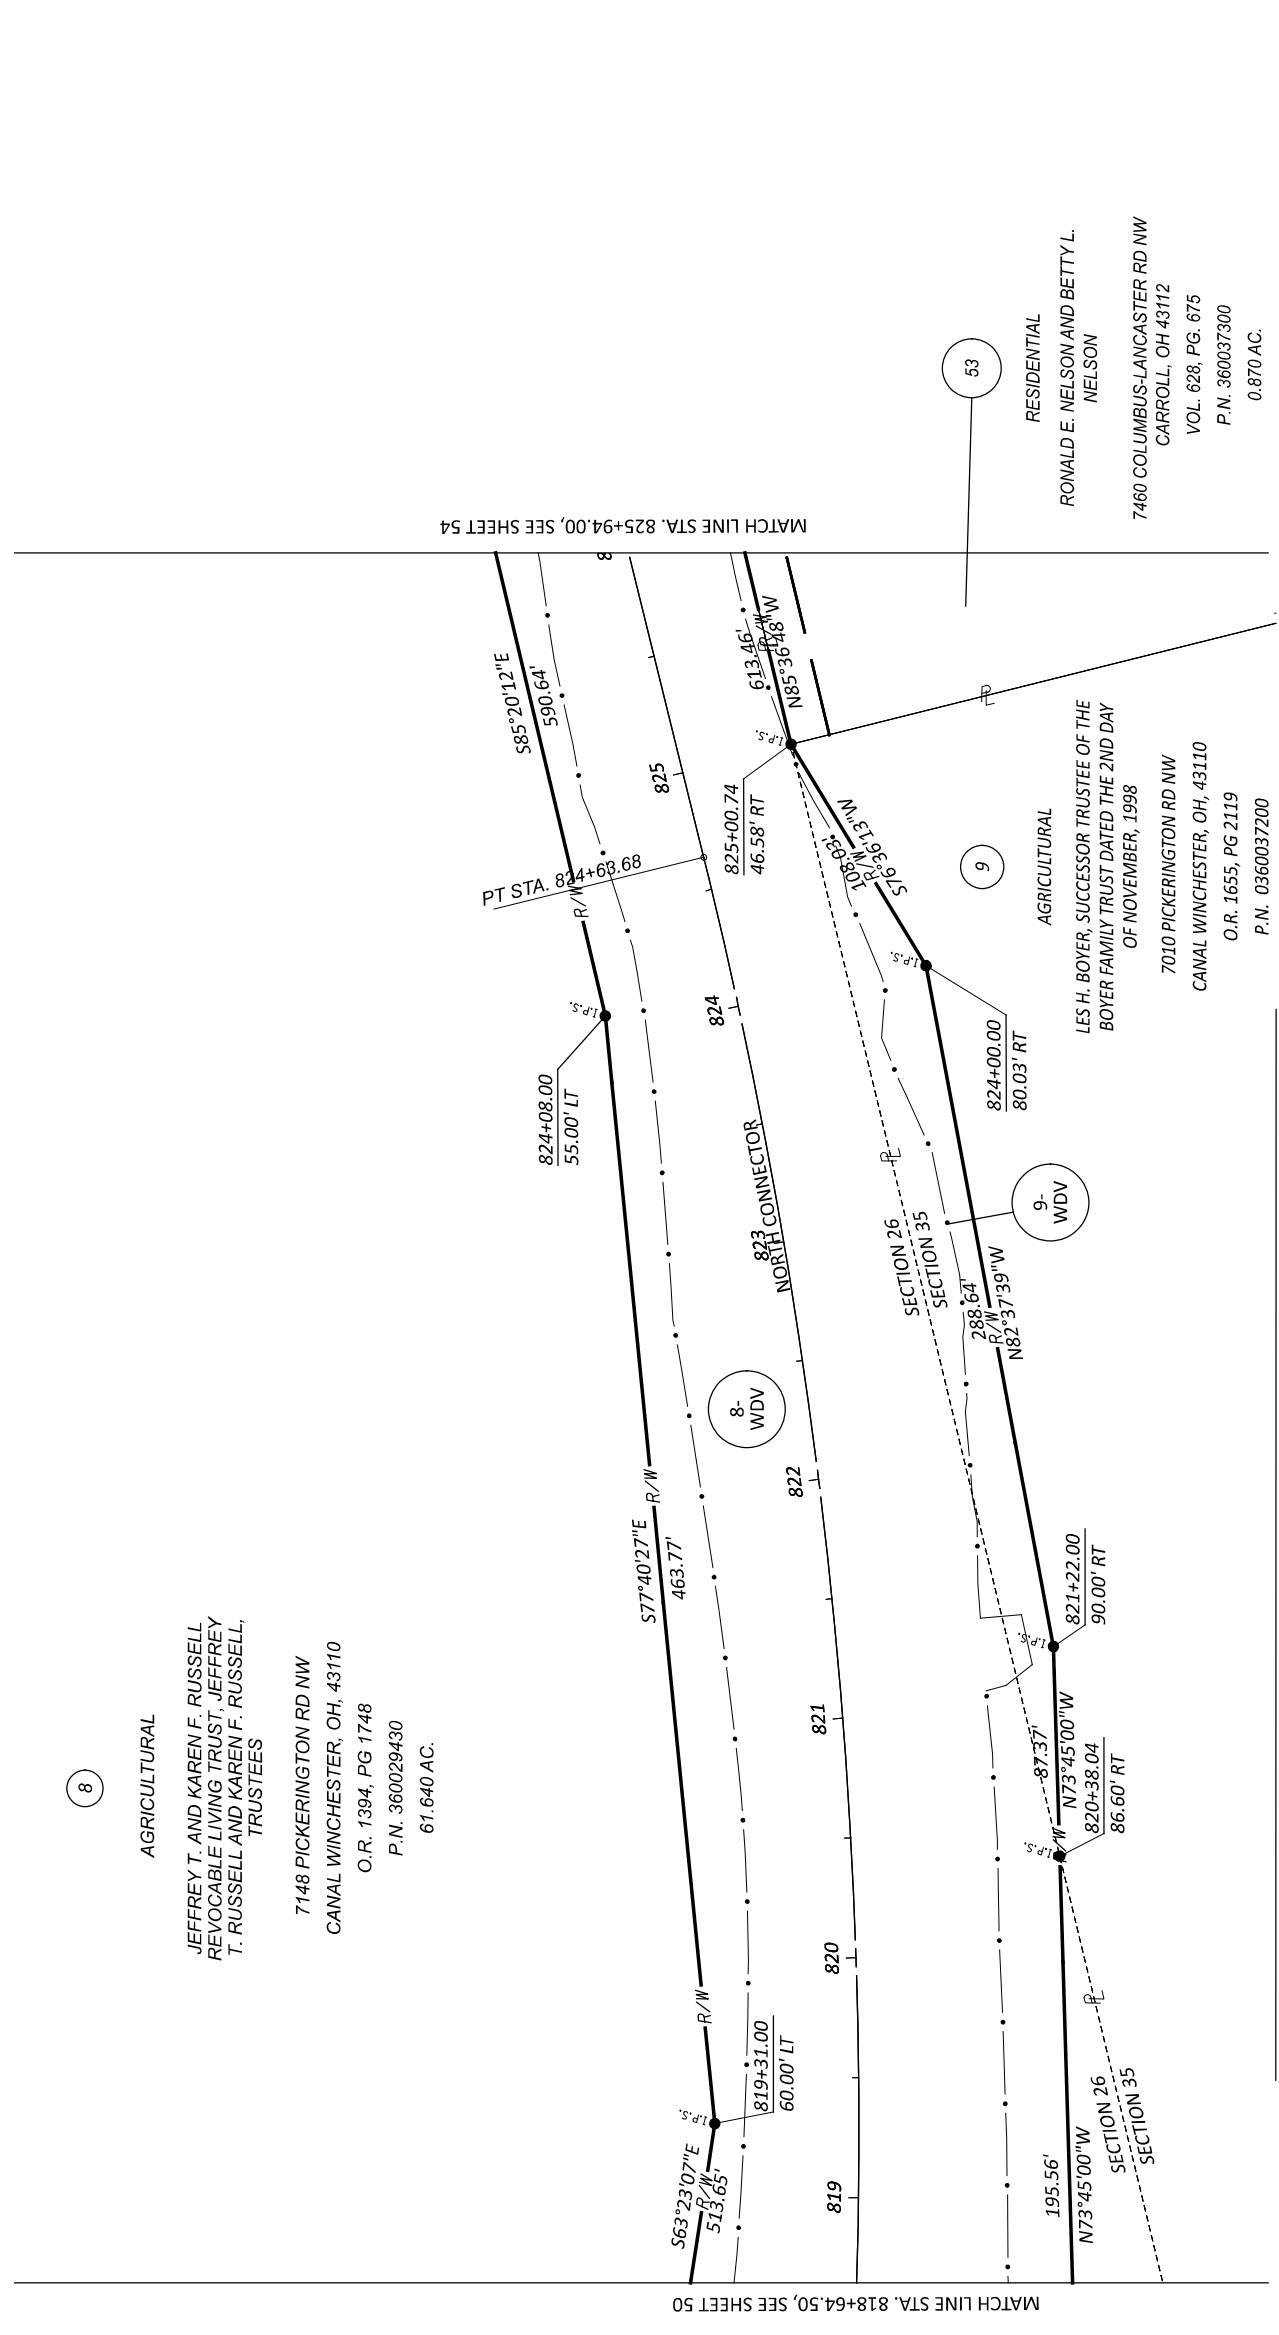 8
AGRICULTURAL
JEFFREY T. AND KAREN F. RUSSELL
REVOCABLE LIVING TRUST, JEFFREY
T. RUSSELL AND KAREN F. RUSSELL,
TRUSTEES
7148 PICKERINGTON RD NW
CANAL WINCHESTER, OH, 43110
O.R. 1394, PG 1748
P.N. 360029430
61.640 AC.
MATCH LINE STA. 818+64.50, SEE SHEET 50
MATCH LINE STA. 825+94.00, SEE SHEET 54
S63°23'07"E
R/W
513.65'
I.P.S.
819+31.00
60.00' LT
R/W
S77°40'27"E
463.77'
R/W
824+08.00
55.00' LT
I.P.S.
R/W
PT STA. 824+63.68
S85°20'12"E
590.64'
8-
WDV
819
820
821
822
823
NORTH CONNECTOR
824
825
8
195.56'
N73°45'00"W
SECTION 26
SECTION 35
PL
I.P.S.
R/W
820+38.04
86.60' RT
87.37'
N73°45'00"W
I.P.S.
821+22.00
90.00' RT
288.64'
R/W
N82°37'39"W
SECTION 26
SECTION 35
PL
9-
WDV
I.P.S.
824+00.00
80.03' RT
108.03'
R/W
S76°36'13"W
825+00.74
46.58' RT
I.P.S.
613.46'
R/W
N85°36'48"W
PL
9
AGRICULTURAL
LES H. BOYER, SUCCESSOR TRUSTEE OF THE
BOYER FAMILY TRUST DATED THE 2ND DAY
OF NOVEMBER, 1998
7010 PICKERINGTON RD NW
CANAL WINCHESTER, OH, 43110
O.R. 1655, PG 2119
P.N. 0360037200
53
RESIDENTIAL
RONALD E. NELSON AND BETTY L.
NELSON
7460 COLUMBUS-LANCASTER RD NW
CARROLL, OH 43112
VOL. 628, PG. 675
P.N. 360037300
0.870 AC.